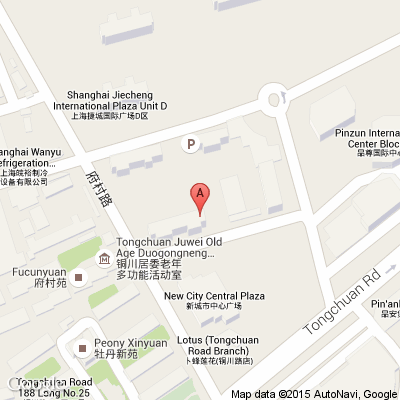 Shanghai Jiecheng
International Plaza Unit D
上海捷城国际广场D区
P
Pinzun Interna
Center Bloc
品尊国际中心
hanghai Wanyu
Refrigeration...
上海皖裕制冷
设备有限公司
府村路
A
Tongchuan Juwei Old
Age Duogongneng...
铜川居委老年
多功能活动室
Fucunyuan
府村苑
New City Central Plaza
新城市中心广场
Tongchuan Rd
Pin'anh
Peony Xinyuan
牡丹新苑
Lotus (Tongchuan
Road Branch)
卜蜂莲花(铜川路店)
Tongchuan Road
188 Long No.25
Map data ©2015 AutoNavi, Google